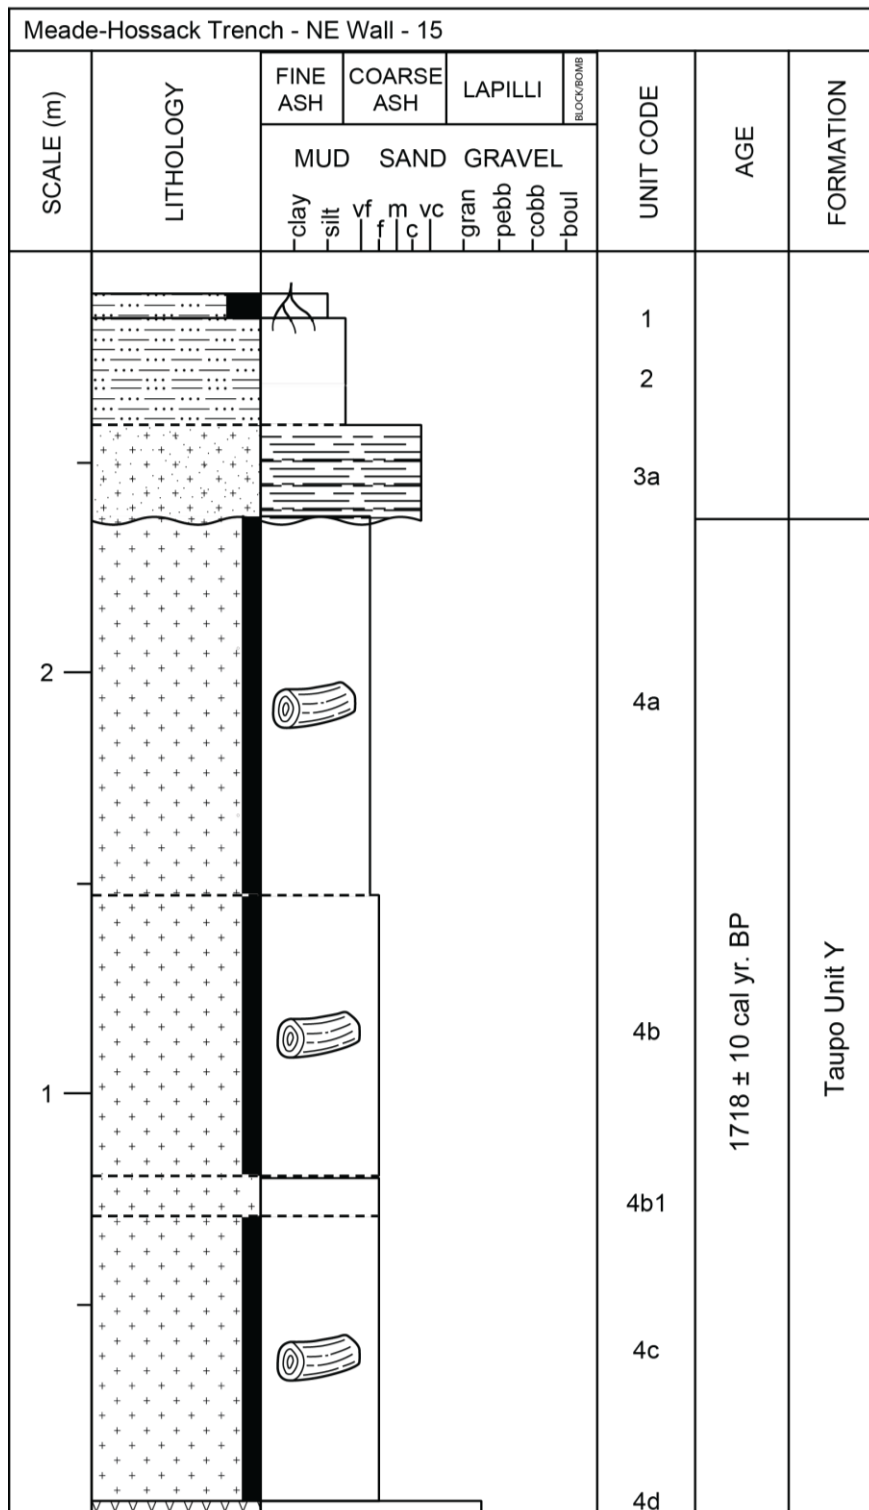 Meade-Hossack Trench - NE Wall - 15
SCALE (m)
LITHOLOGY
FINE ASH
COARSE ASH
LAPILLI
BLOCK/BOMB
MUD SAND GRAVEL
clay
silt
vf
f
m
c
vc
gran
pebb
cobb
boul
UNIT CODE
AGE
FORMATION
1
2
3a
2
4a
4b
1
4b1
4c
4d
1718 ± 10 cal yr. BP
Taupo Unit Y